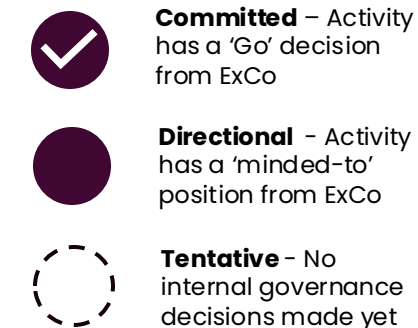 Committed – Activity
has a ‘Go’ decision
from ExCo
Directional - Activity
has a ‘minded-to’
position from ExCo
Tentative - No
internal governance
decisions made yet